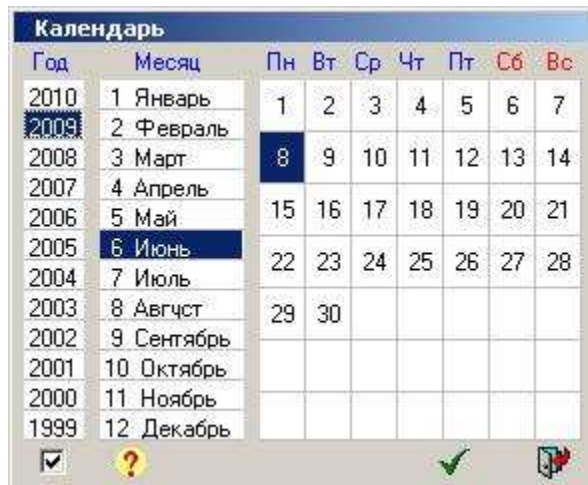 Календарь
Год Месяц Пн Вт Ср Чт Пт Сб Вс
2010 1 Январь
2009 2 Февраль
2008 3 Март
2007 4 Апрель
2006 5 Май
2005 6 Июнь
2004 7 Июль
2003 8 Август
2002 9 Сентябрь
2001 10 Октябрь
2000 11 Ноябрь
1999 12 Декабрь
1 2 3 4 5 6 7
8 9 10 11 12 13 14
15 16 17 18 19 20 21
22 23 24 25 26 27 28
29 30
?